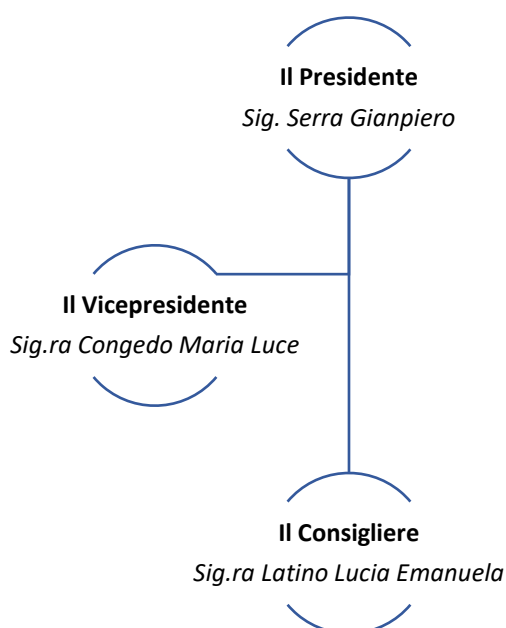 Il Presidente
Sig. Serra Gianpiero
Il Vicepresidente
Sig.ra Congedo Maria Luce
Il Consigliere
Sig.ra Latino Lucia Emanuela